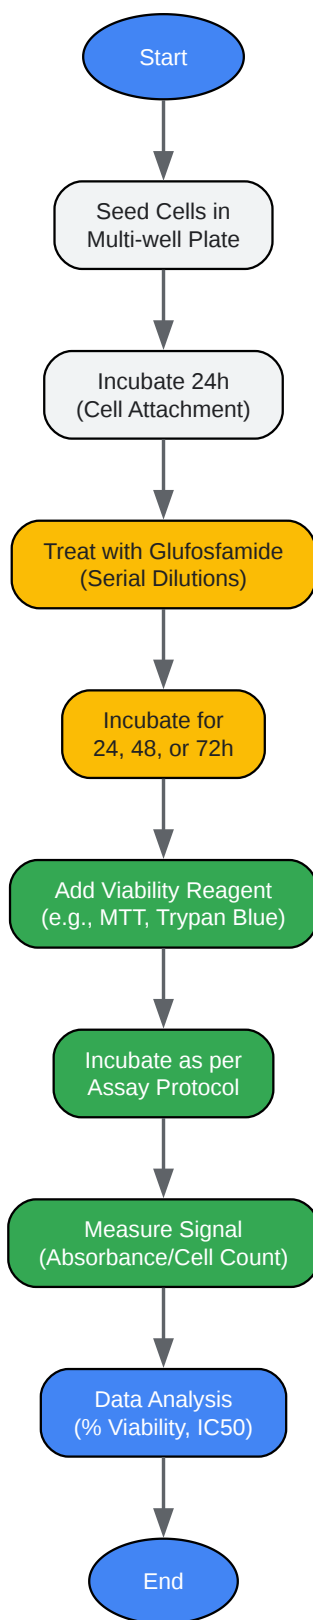 Start
Seed Cells in
Multi-well Plate
Incubate 24h
(Cell Attachment)
Treat with Glufosfamide
(Serial Dilutions)
Incubate for
24, 48, or 72h
Add Viability Reagent
(e.g., MTT, Trypan Blue)
Incubate as per
Assay Protocol
Measure Signal
(Absorbance/Cell Count)
Data Analysis
(% Viability, IC50)
End